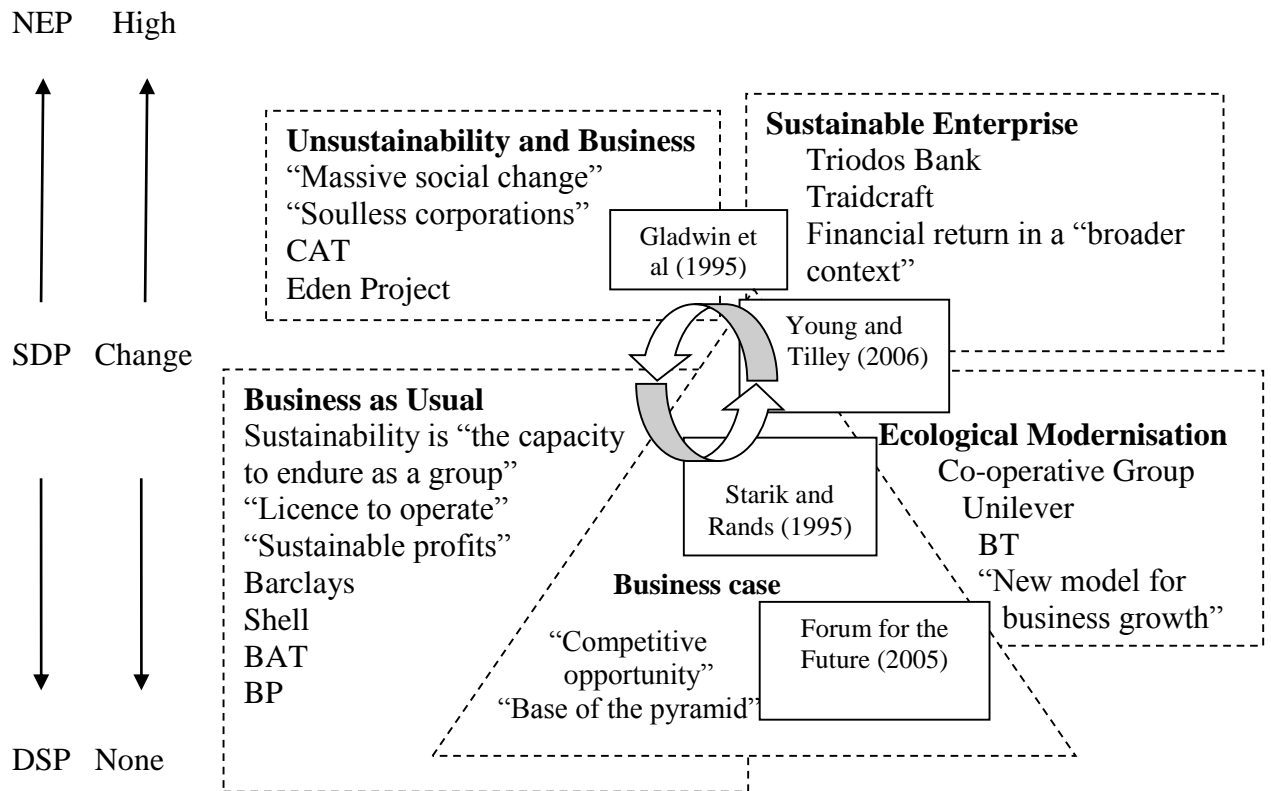 NEP High
SDP Change
DSP None
Unsustainability and Business
“Massive social change”
“Soulless corporations”
CAT
Eden Project
Sustainable Enterprise
Triodos Bank
Traidcraft
Financial return in a “broader
context”
Gladwin et
al (1995)
Young and
Tilley (2006)
Business as Usual
Sustainability is “the capacity
to endure as a group”
“Licence to operate”
“Sustainable profits”
Barclays
Shell
BAT
BP
Ecological Modernisation
Co-operative Group
Unilever
BT
“New model for
business growth”
Starik and
Rands (1995)
Business case
“Competitive
opportunity”
“Base of the pyramid”
Forum for the
Future (2005)